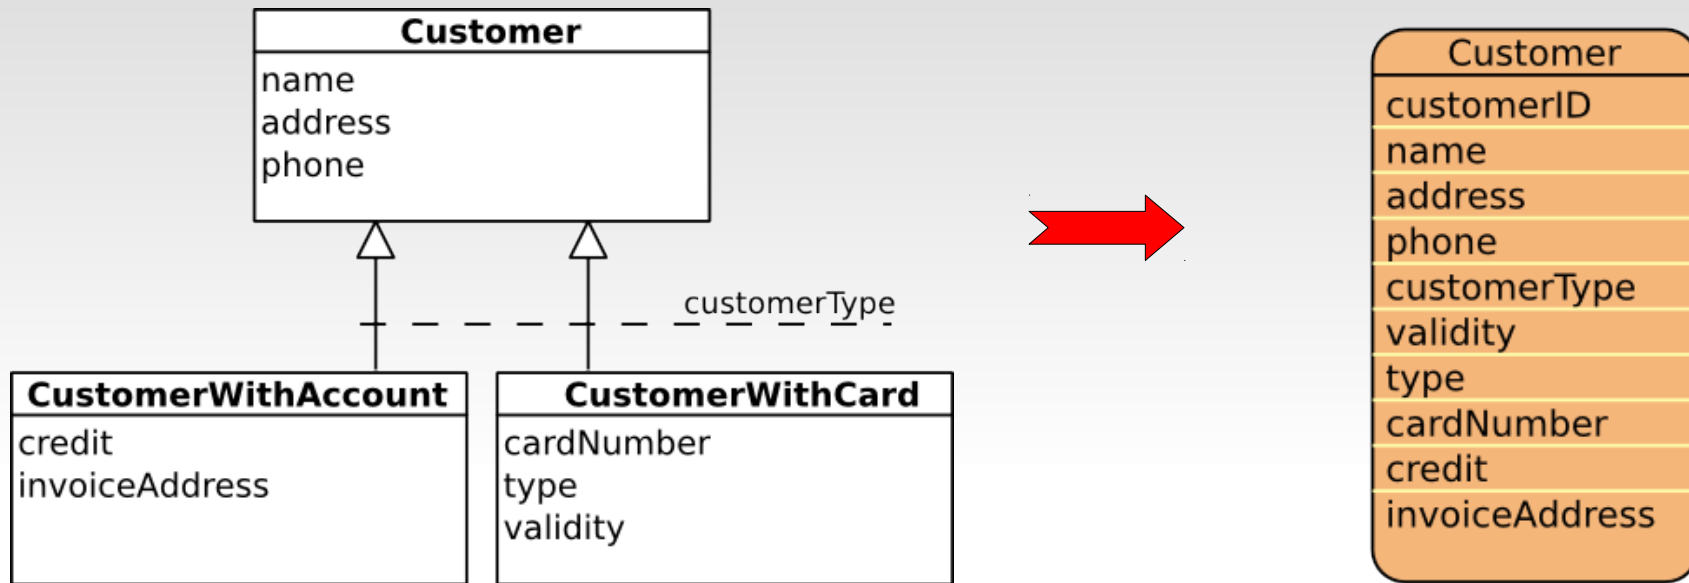 Customer
name
address
phone
customerType
CustomerWithAccount
credit
invoiceAddress
CustomerWithCard
cardNumber
type
validity
Customer
customerID
name
address
phone
customerType
validity
type
cardNumber
credit
invoiceAddress